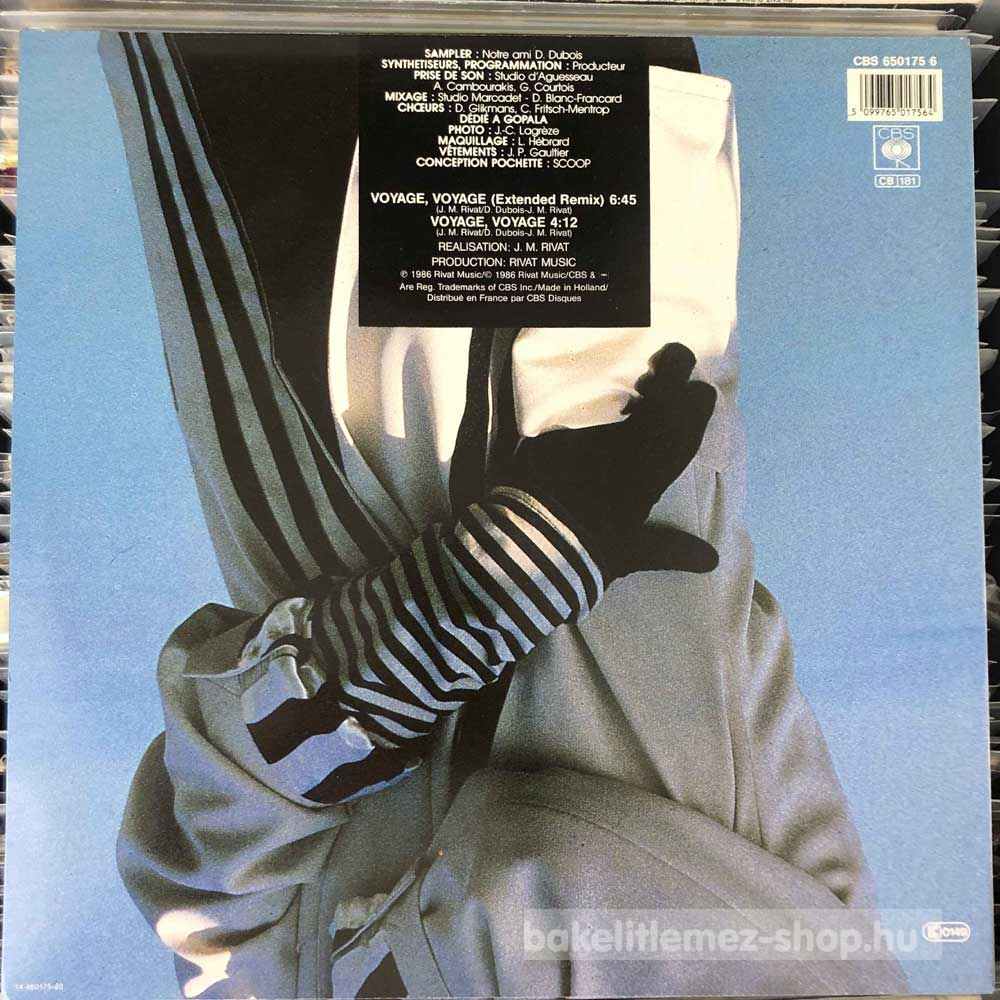 SAMPLER : Notre ami D. Dubois
SYNTHETISEURS, PROGRAMMATION : Producteur
PRISE DE SON : Studio d'Aguesseau
A. Cambourakis, G. Courtois
MIXAGE : Studio Marcadet - D. Blanc-Francard
CHŒURS : D. Glikmans, C. Fritsch-Mentrop
DÉDIÉ A GOPALA
PHOTO : J.-C. Lagrèze
MAQUILLAGE : L. Hébrard
VÊTEMENTS : J. P. Gaultier
CONCEPTION POCHETTE : SCOOP
VOYAGE, VOYAGE (Extended Remix) 6:45
(J. M. Rivat/D. Dubois-J. M. Rivat)
VOYAGE, VOYAGE 4:12
(J. M. Rivat/D. Dubois-J. M. Rivat)
REALISATION: J. M. RIVAT
PRODUCTION: RIVAT MUSIC
℗ 1986 Rivat Music/© 1986 Rivat Music/CBS &
Are Reg. Trademarks of CBS Inc./Made in Holland/
Distribué en France par CBS Disques
CBS 650175 6
5 099765 017564
CBS
CB 181
bakelitlemez-shop.hu
14-650175-20